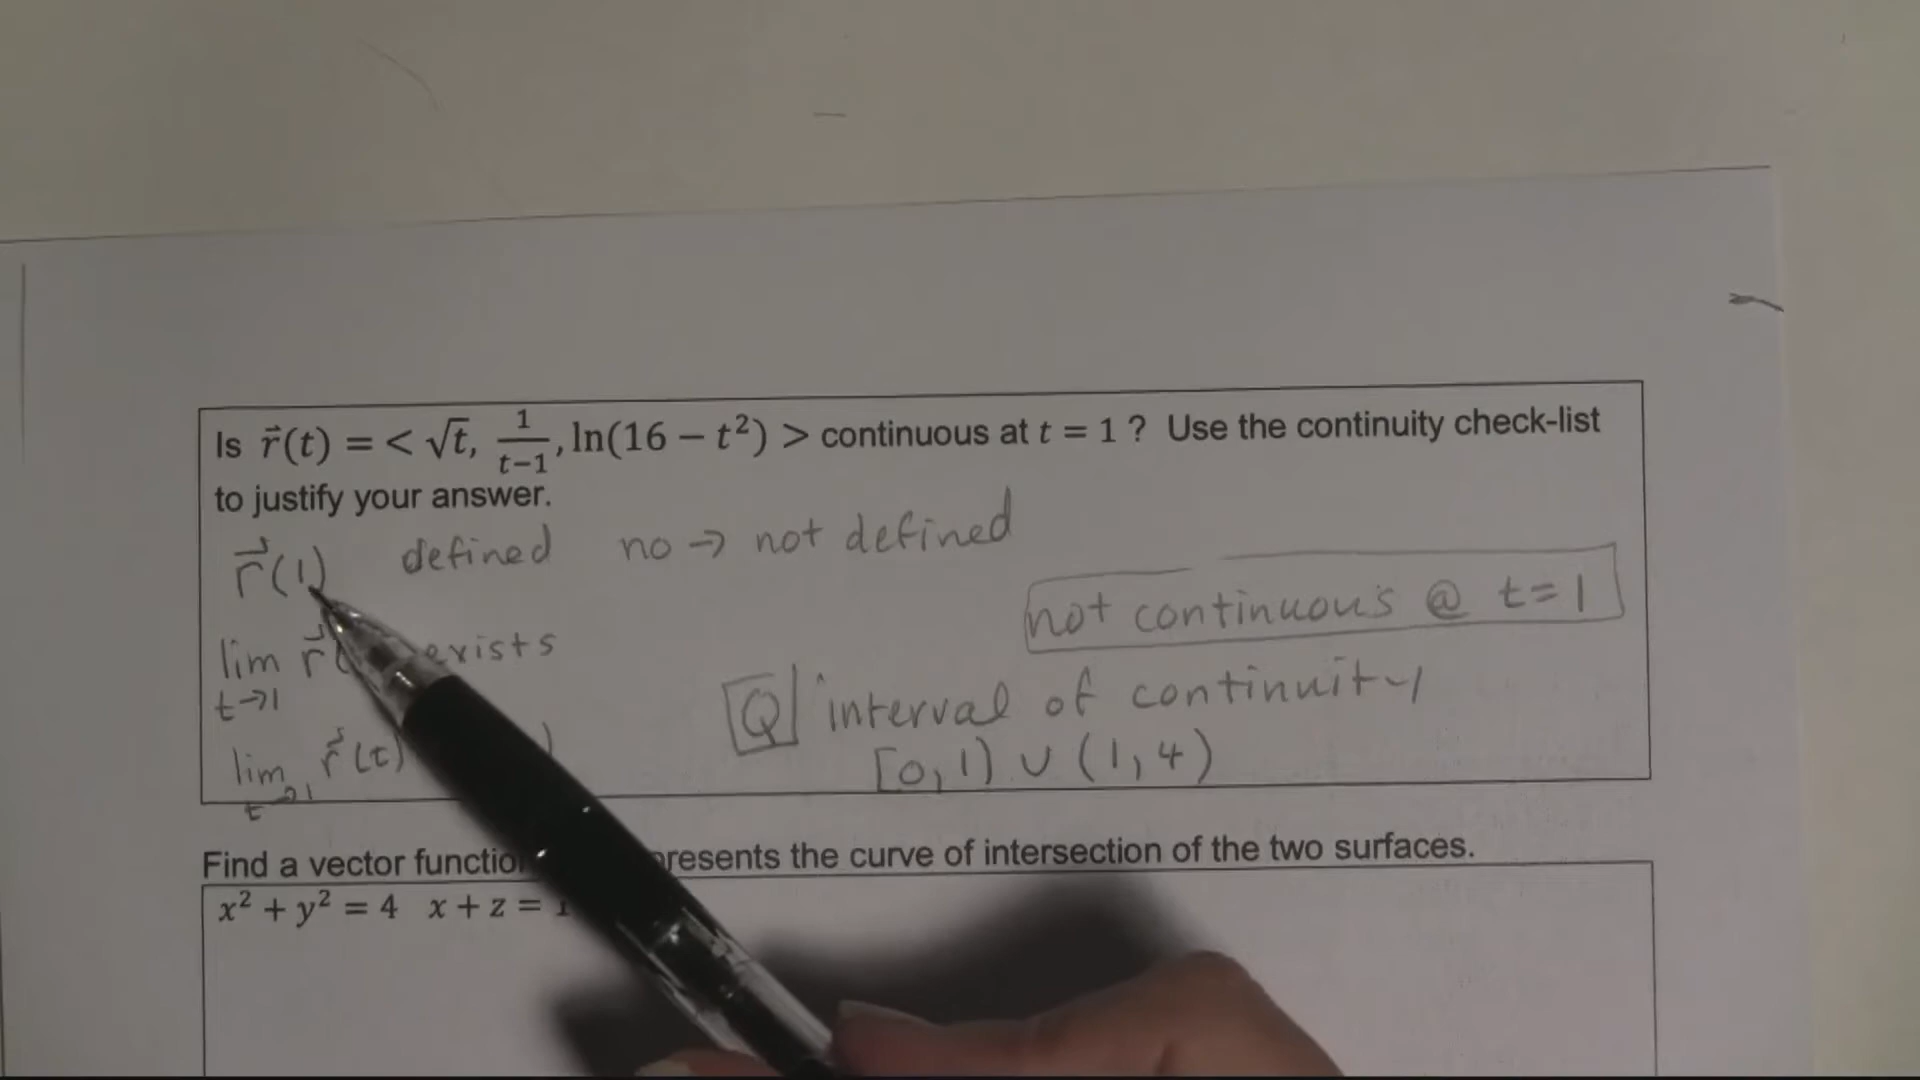 Is r⃗(t) = < √t, 1/(t−1), ln(16 − t²) > continuous at t = 1 ? Use the continuity check-list
to justify your answer.
r⃗(1) defined no → not defined
not continuous @ t=1
lim r⃗( exists
t→1
Q interval of continuity
lim r⃗(t) )
t→1
[0,1) ∪ (1,4)
Find a vector presents the curve of intersection of the two surfaces.
x² + y² = 4 x + z =